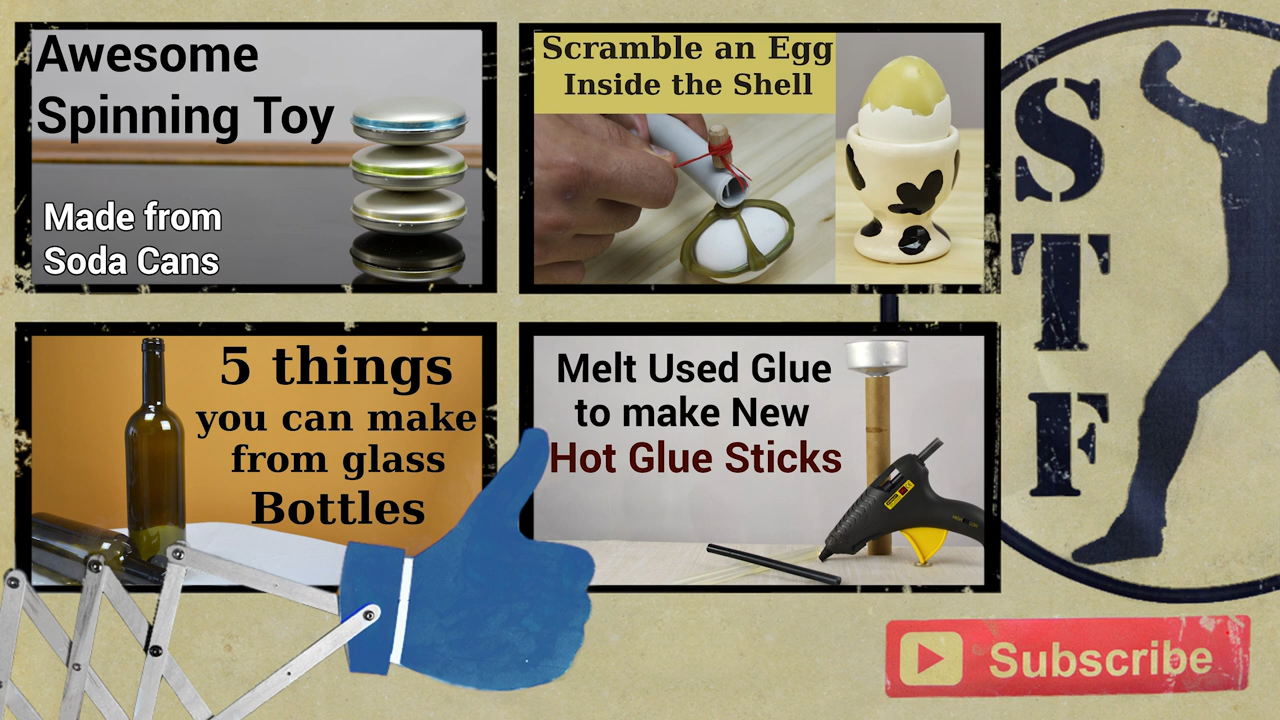 Awesome
Spinning Toy
Made from
Soda Cans
Scramble an Egg
Inside the Shell
5 things
you can make
from glass
Bottles
Melt Used Glue
to make New
Hot Glue Sticks
S
T
F
Subscribe